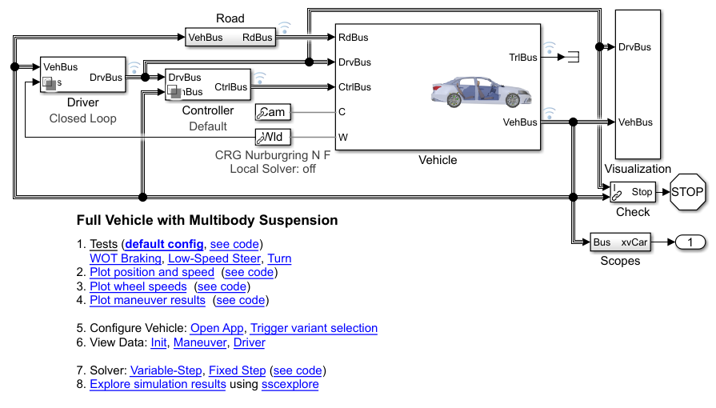 Road
VehBus RdBus
RdBus
DrvBus
CtrlBus
C
W
TrlBus
VehBus
Vehicle
VehBus
s
DrvBus
Driver
Closed Loop
DrvBus
hBus
CtrlBus
Controller
Default
Cam
Wld
CRG Nurburgring N F
Local Solver: off
DrvBus
VehBus
Visualization
I
Stop
Check
STOP
Bus xvCar
Scopes
1
Full Vehicle with Multibody Suspension
1. Tests (default config, see code)
WOT Braking, Low-Speed Steer, Turn
2. Plot position and speed (see code)
3. Plot wheel speeds (see code)
4. Plot maneuver results (see code)
5. Configure Vehicle: Open App, Trigger variant selection
6. View Data: Init, Maneuver, Driver
7. Solver: Variable-Step, Fixed Step (see code)
8. Explore simulation results using sscexplore